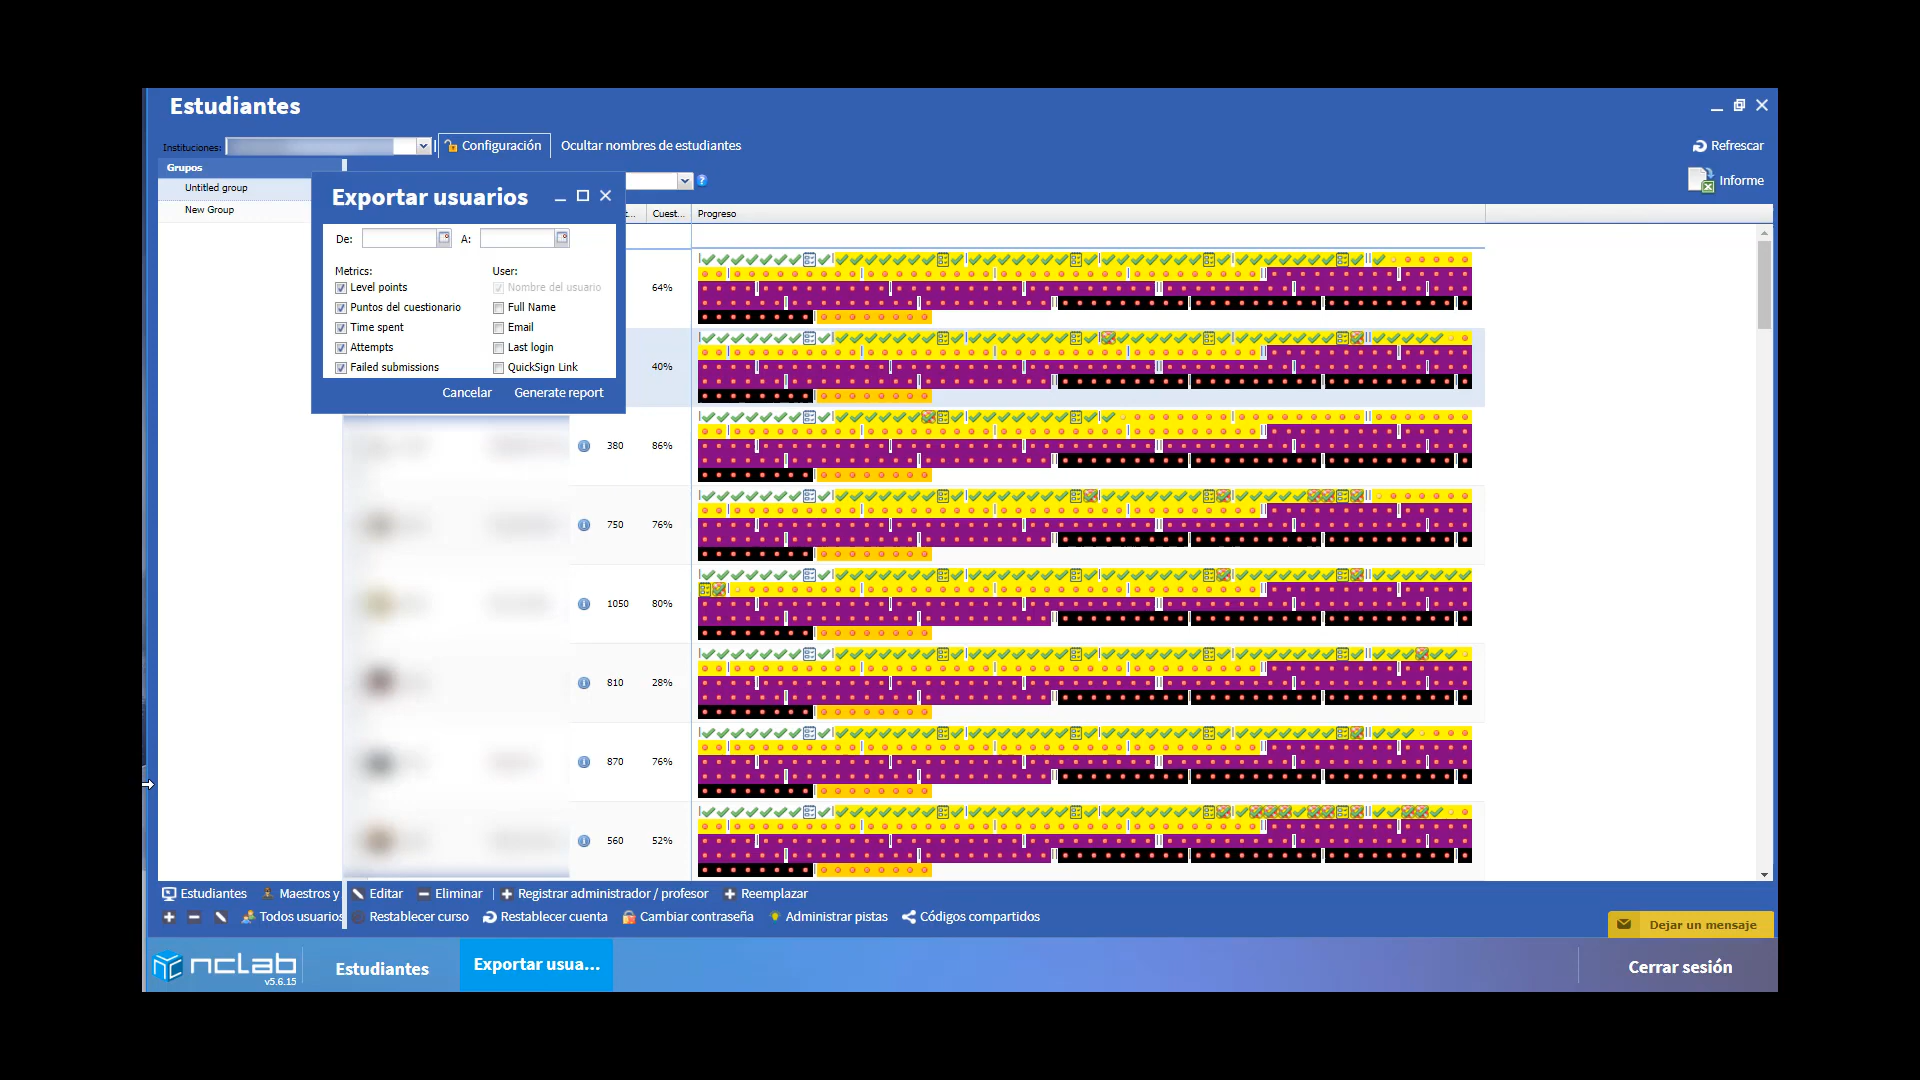 Estudiantes
Instituciones:
Configuración
Ocultar nombres de estudiantes
Refrescar
Grupos
Informe
Untitled group
New Group
Exportar usuarios
t...
Cuest...
Progreso
De:
A:
Metrics:
User:
Level points
Nombre del usuario
Puntos del cuestionario
Full Name
Time spent
Email
Attempts
Last login
Failed submissions
QuickSign Link
Cancelar
Generate report
64%
40%
380
86%
750
76%
1050
80%
810
28%
870
76%
560
52%
Estudiantes
Maestros y
Editar
Eliminar
Registrar administrador / profesor
Reemplazar
Todos usuarios
Restablecer curso
Restablecer cuenta
Cambiar contraseña
Administrar pistas
Códigos compartidos
Dejar un mensaje
nclab
v5.6.15
Estudiantes
Exportar usua...
Cerrar sesión